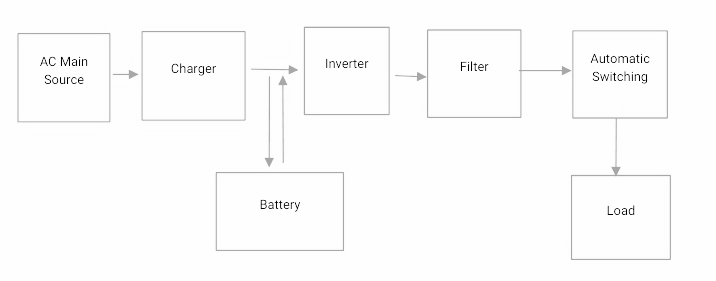 AC Main
Source
Charger
Inverter
Filter
Automatic
Switching
Battery
Load